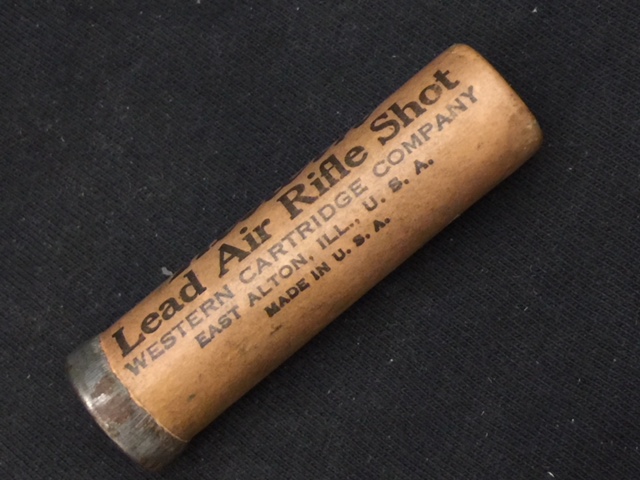 Lead Air Rifle Shot
WESTERN CARTRIDGE COMPANY
EAST ALTON, ILL., U. S. A.
MADE IN U. S. A.